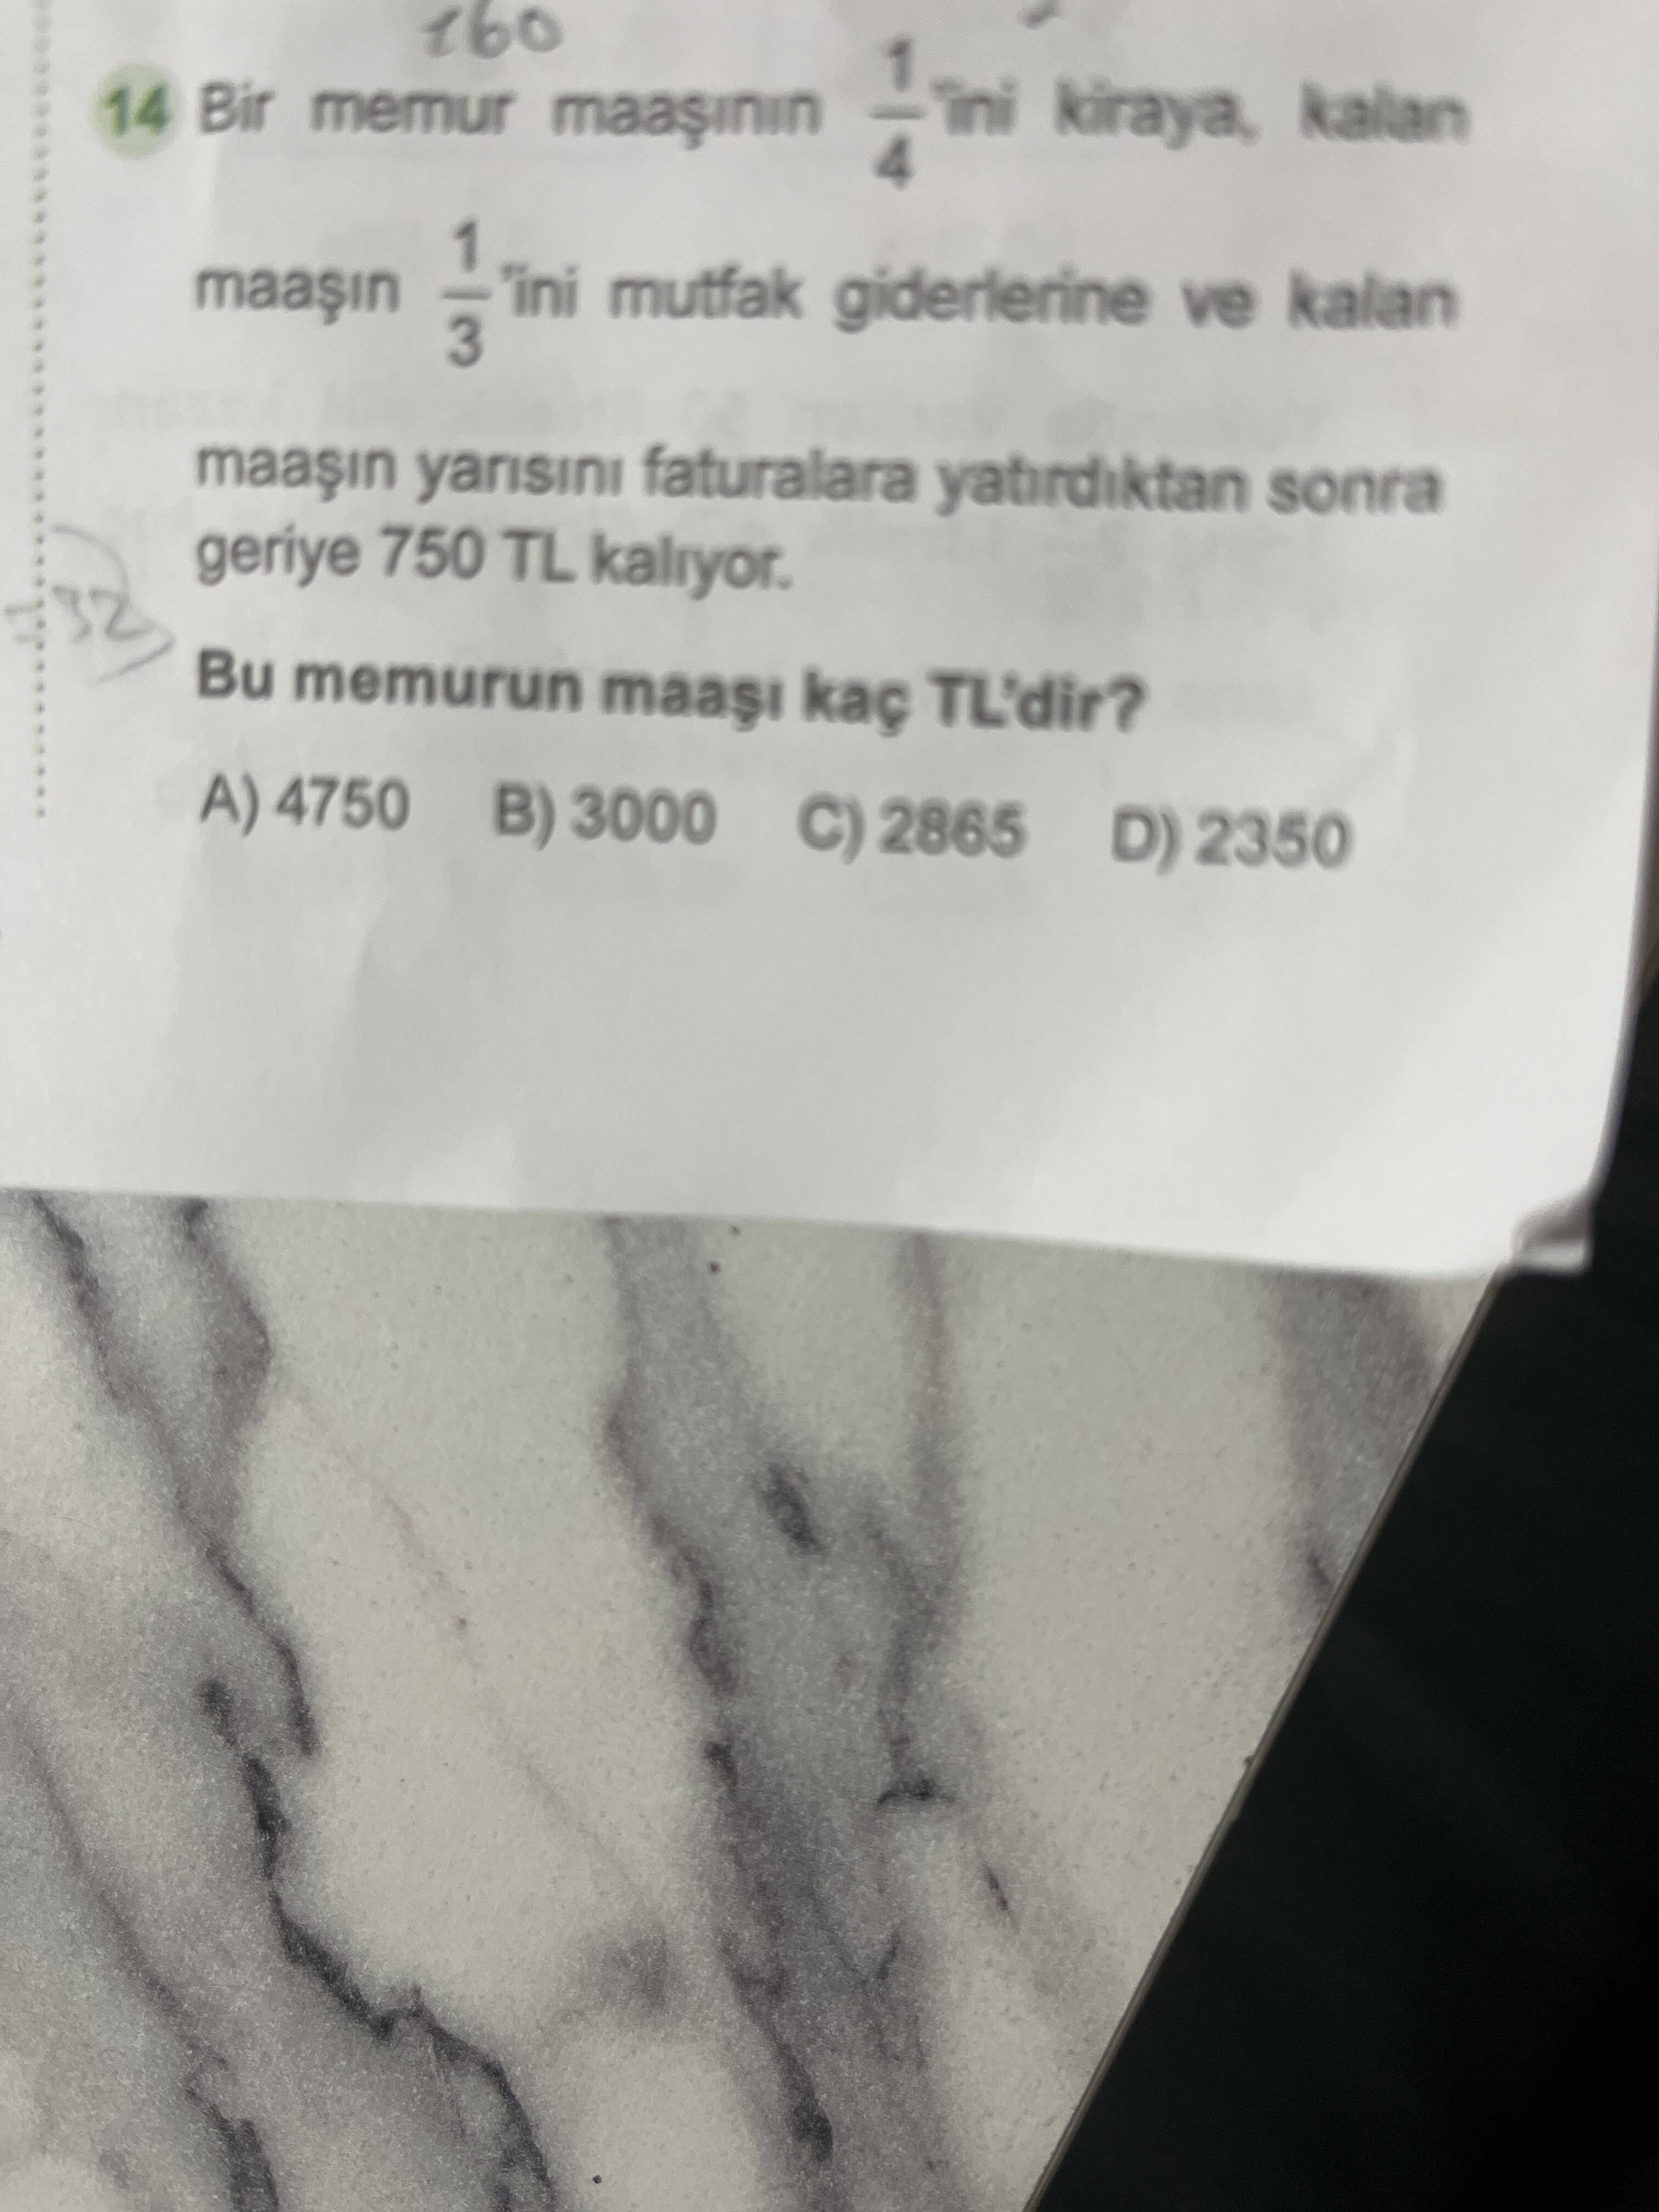 160
14 Bir memur maaşının 1/4 'ini kiraya, kalan
maaşın 1/3 'ini mutfak giderlerine ve kalan
maaşın yarısını faturalara yatırdıktan sonra
geriye 750 TL kalıyor.
Bu memurun maaşı kaç TL'dir?
A) 4750 B) 3000 C) 2865 D) 2350